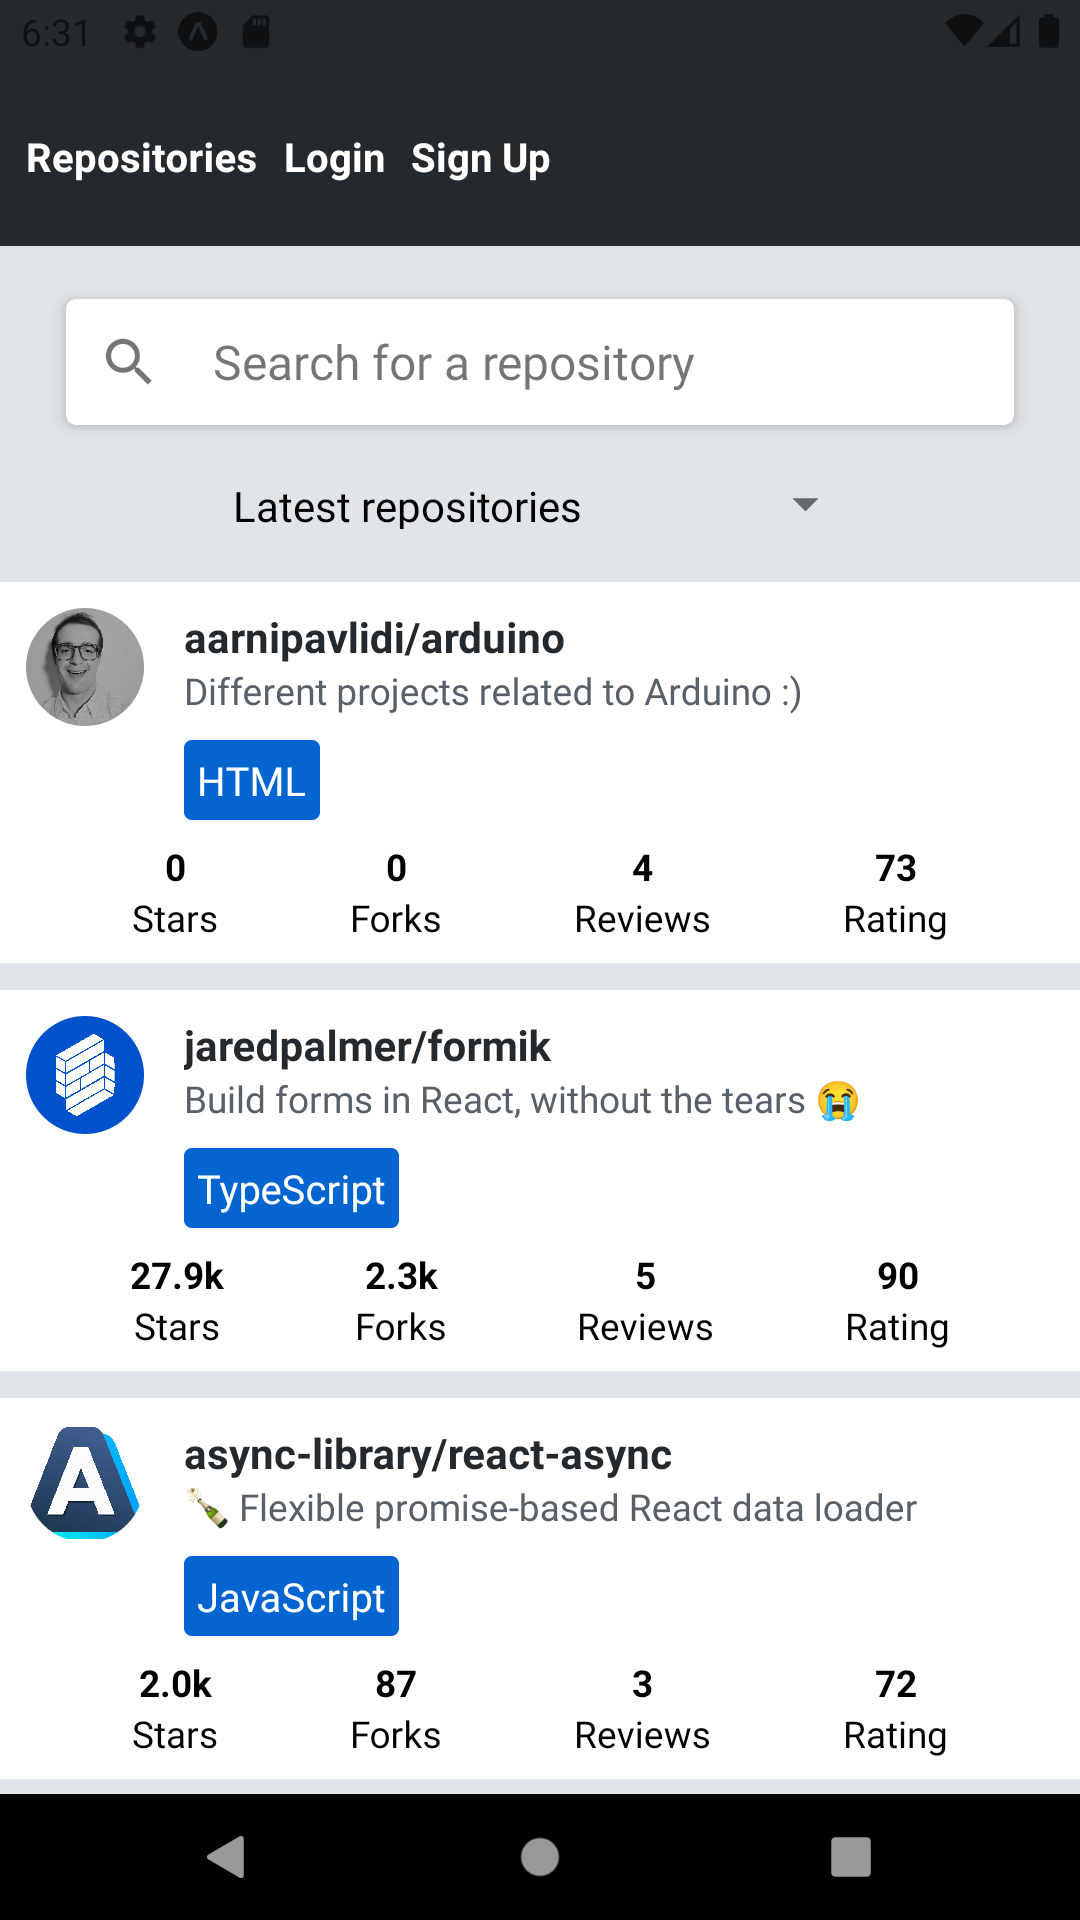 6:31
Repositories Login Sign Up
Search for a repository
Latest repositories
aarnipavlidi/arduino
Different projects related to Arduino :)
HTML
0 0 4 73
Stars Forks Reviews Rating
jaredpalmer/formik
Build forms in React, without the tears 😭
TypeScript
27.9k 2.3k 5 90
Stars Forks Reviews Rating
async-library/react-async
🍾 Flexible promise-based React data loader
JavaScript
2.0k 87 3 72
Stars Forks Reviews Rating